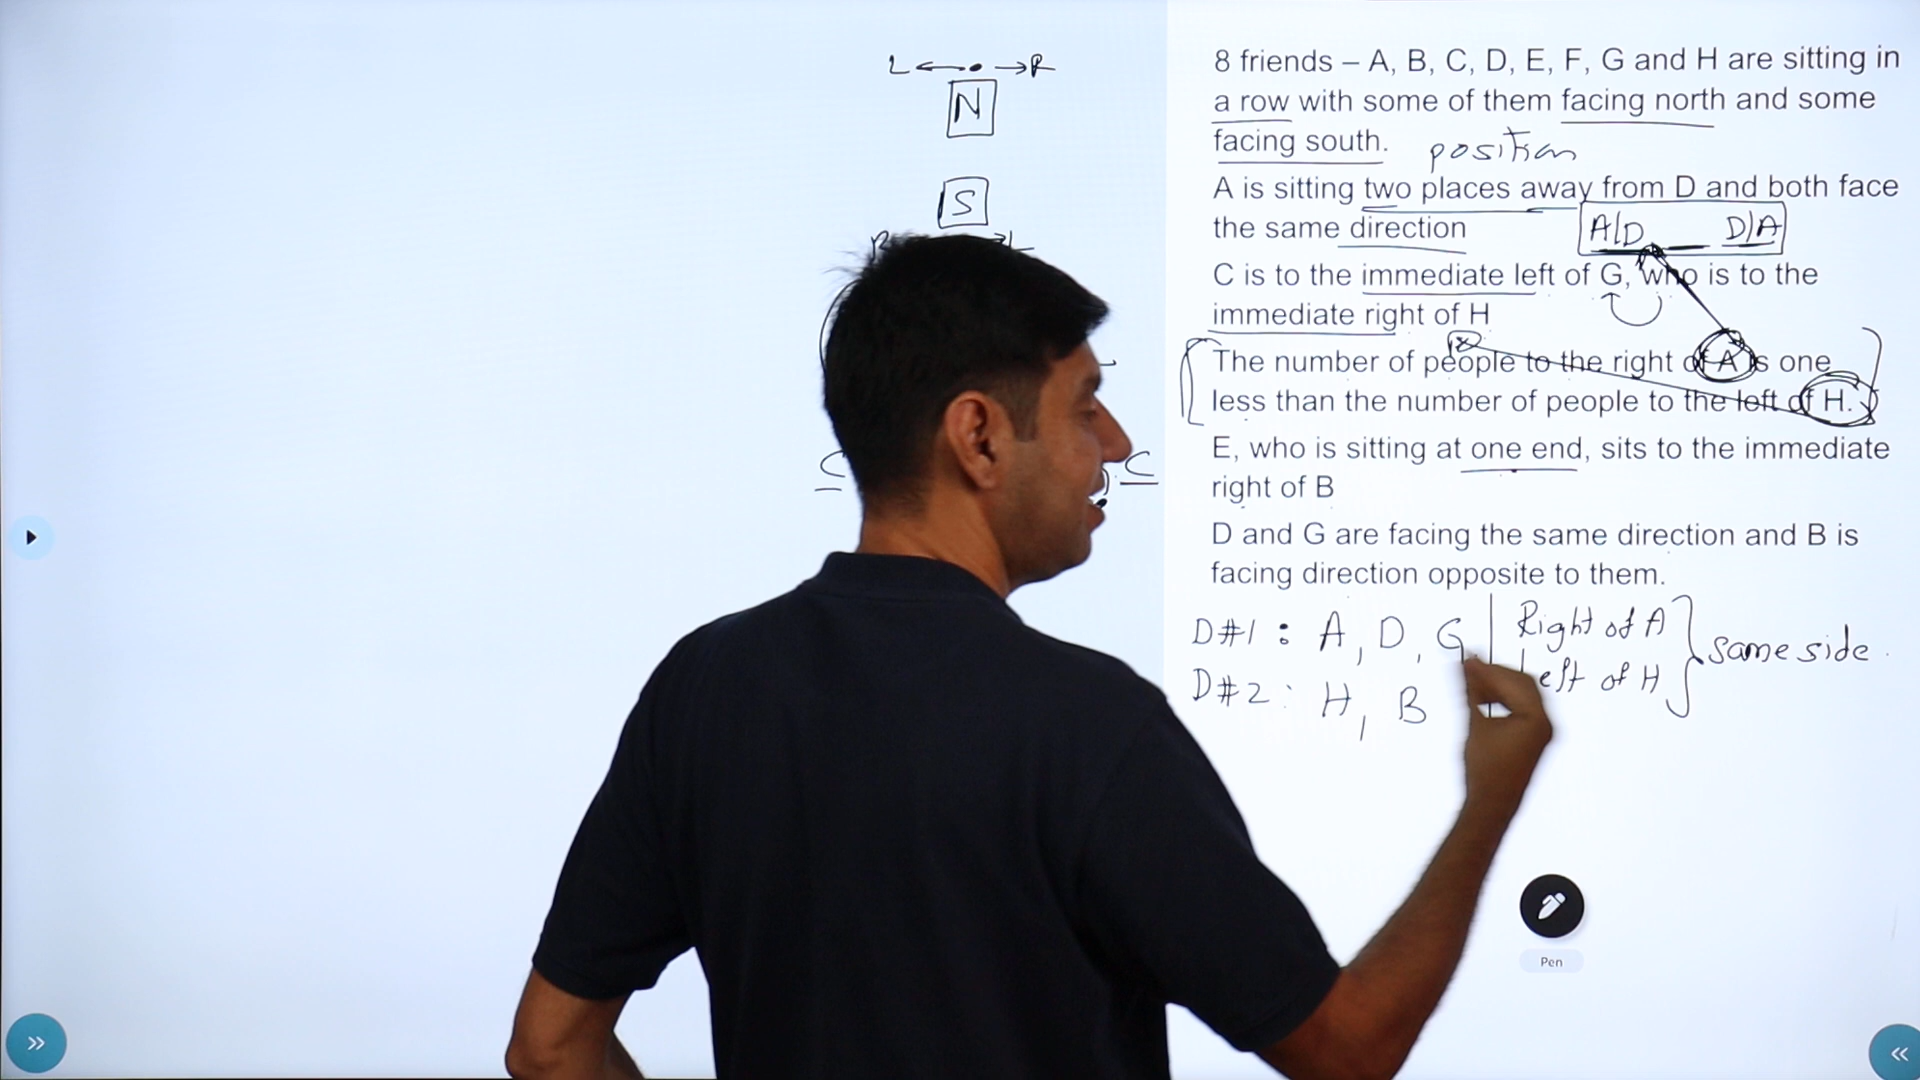 L R
N
S
C C
8 friends – A, B, C, D, E, F, G and H are sitting in
a row with some of them facing north and some
facing south. position
A is sitting two places away from D and both face
the same direction A/D D/A
C is to the immediate left of G, who is to the
immediate right of H
The number of people to the right of A is one
less than the number of people to the left of H.
E, who is sitting at one end, sits to the immediate
right of B
D and G are facing the same direction and B is
facing direction opposite to them.
D#1 : A, D, G Right of A
same side.
D#2 : H, B left of H
Pen